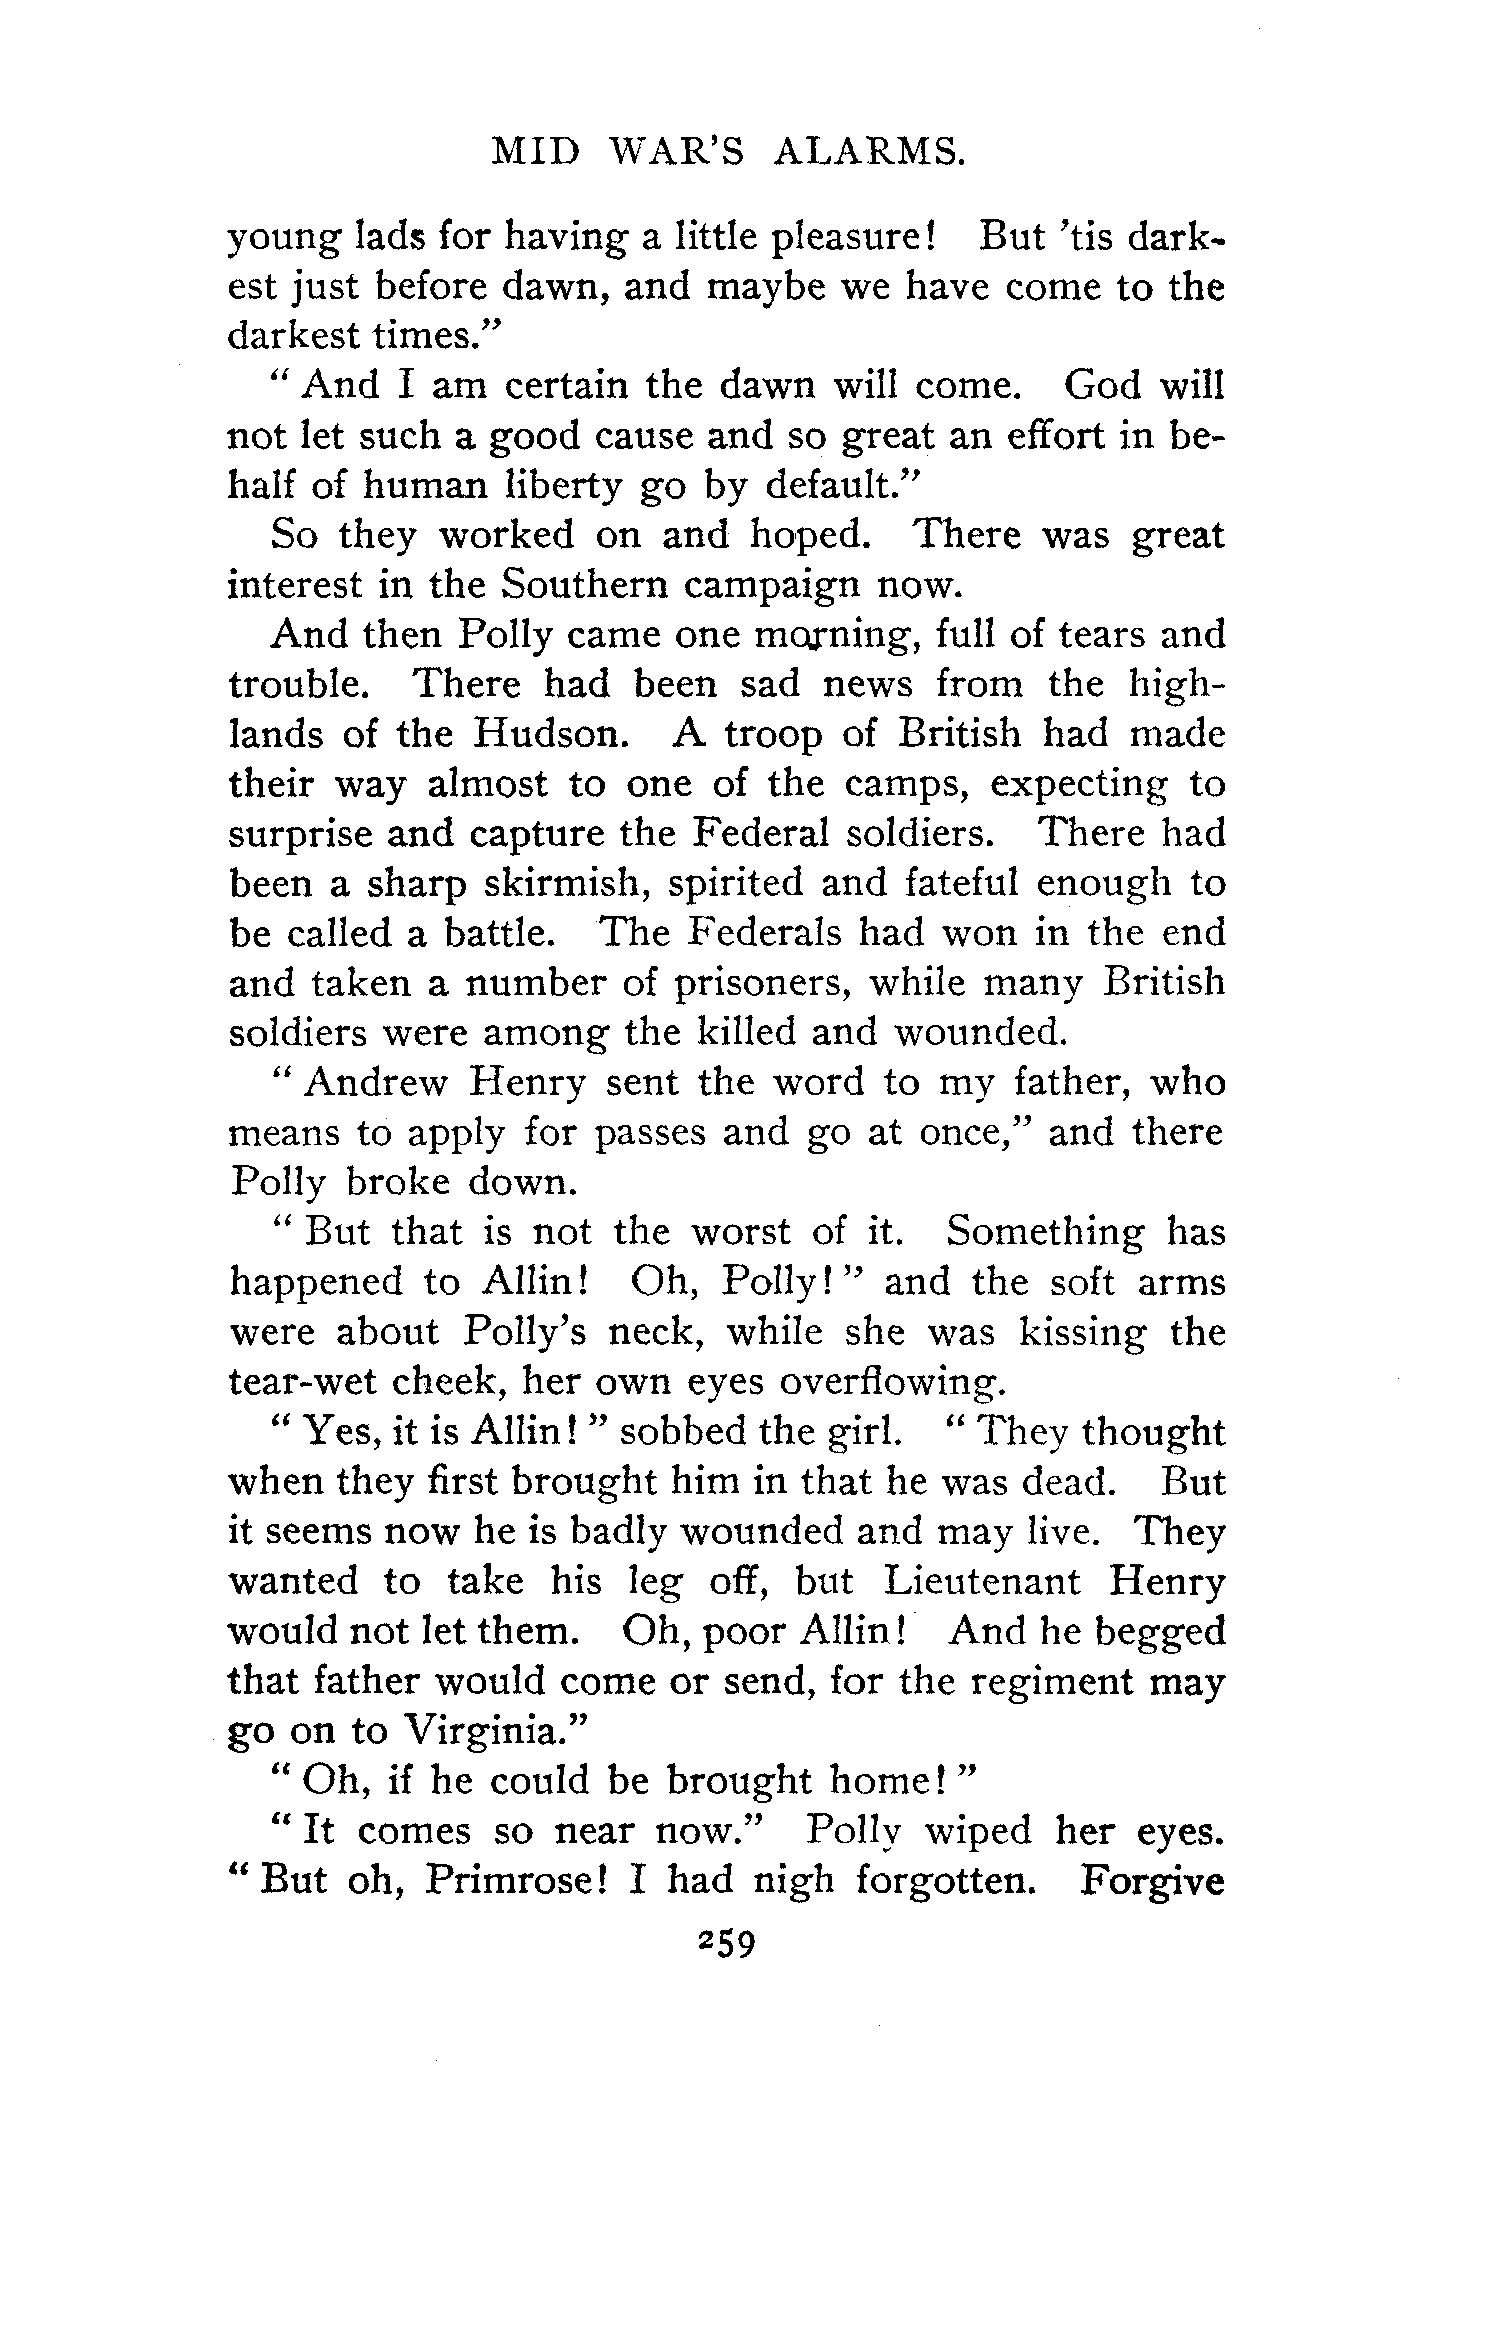 MID WAR'S ALARMS.
young lads for having a little pleasure! But 'tis dark-
est just before dawn, and maybe we have come to the
darkest times."
" And I am certain the dawn will come. God will
not let such a good cause and so great an effort in be-
half of human liberty go by default."
So they worked on and hoped. There was great
interest in the Southern campaign now.
And then Polly came one morning, full of tears and
trouble. There had been sad news from the high-
lands of the Hudson. A troop of British had made
their way almost to one of the camps, expecting to
surprise and capture the Federal soldiers. There had
been a sharp skirmish, spirited and fateful enough to
be called a battle. The Federals had won in the end
and taken a number of prisoners, while many British
soldiers were among the killed and wounded.
" Andrew Henry sent the word to my father, who
means to apply for passes and go at once," and there
Polly broke down.
" But that is not the worst of it. Something has
happened to Allin! Oh, Polly! " and the soft arms
were about Polly's neck, while she was kissing the
tear-wet cheek, her own eyes overflowing.
" Yes, it is Allin! " sobbed the girl. " They thought
when they first brought him in that he was dead. But
it seems now he is badly wounded and may live. They
wanted to take his leg off, but Lieutenant Henry
would not let them. Oh, poor Allin! And he begged
that father would come or send, for the regiment may
go on to Virginia."
" Oh, if he could be brought home! "
" It comes so near now." Polly wiped her eyes.
" But oh, Primrose! I had nigh forgotten. Forgive
259